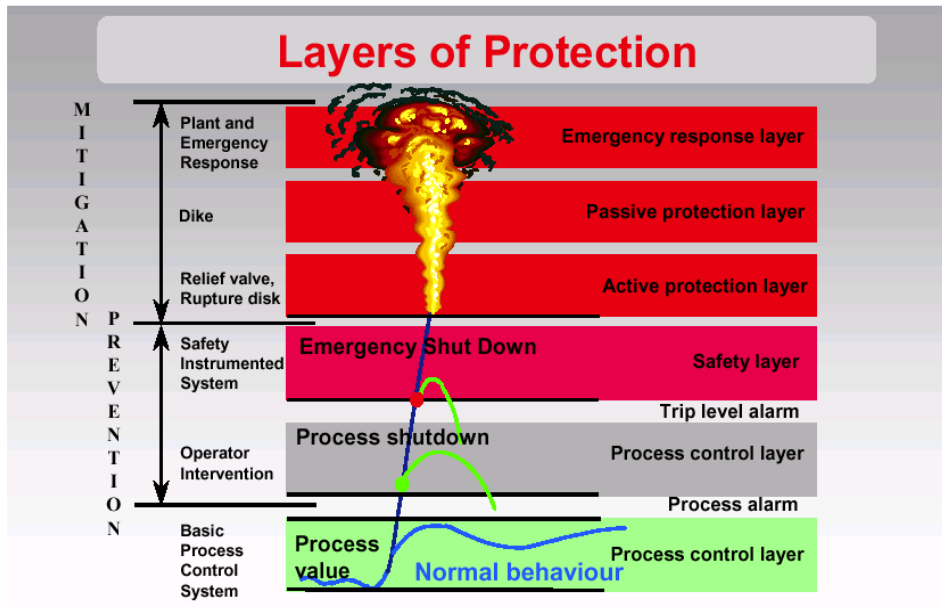 Layers of Protection
MITIGATION
PREVENTION
Plant and
Emergency
Response
Emergency response layer
Dike
Passive protection layer
Relief valve,
Rupture disk
Active protection layer
Safety
Instrumented
System
Emergency Shut Down
Safety layer
Trip level alarm
Operator
Intervention
Process shutdown
Process control layer
Process alarm
Basic
Process
Control
System
Process
value
Normal behaviour
Process control layer